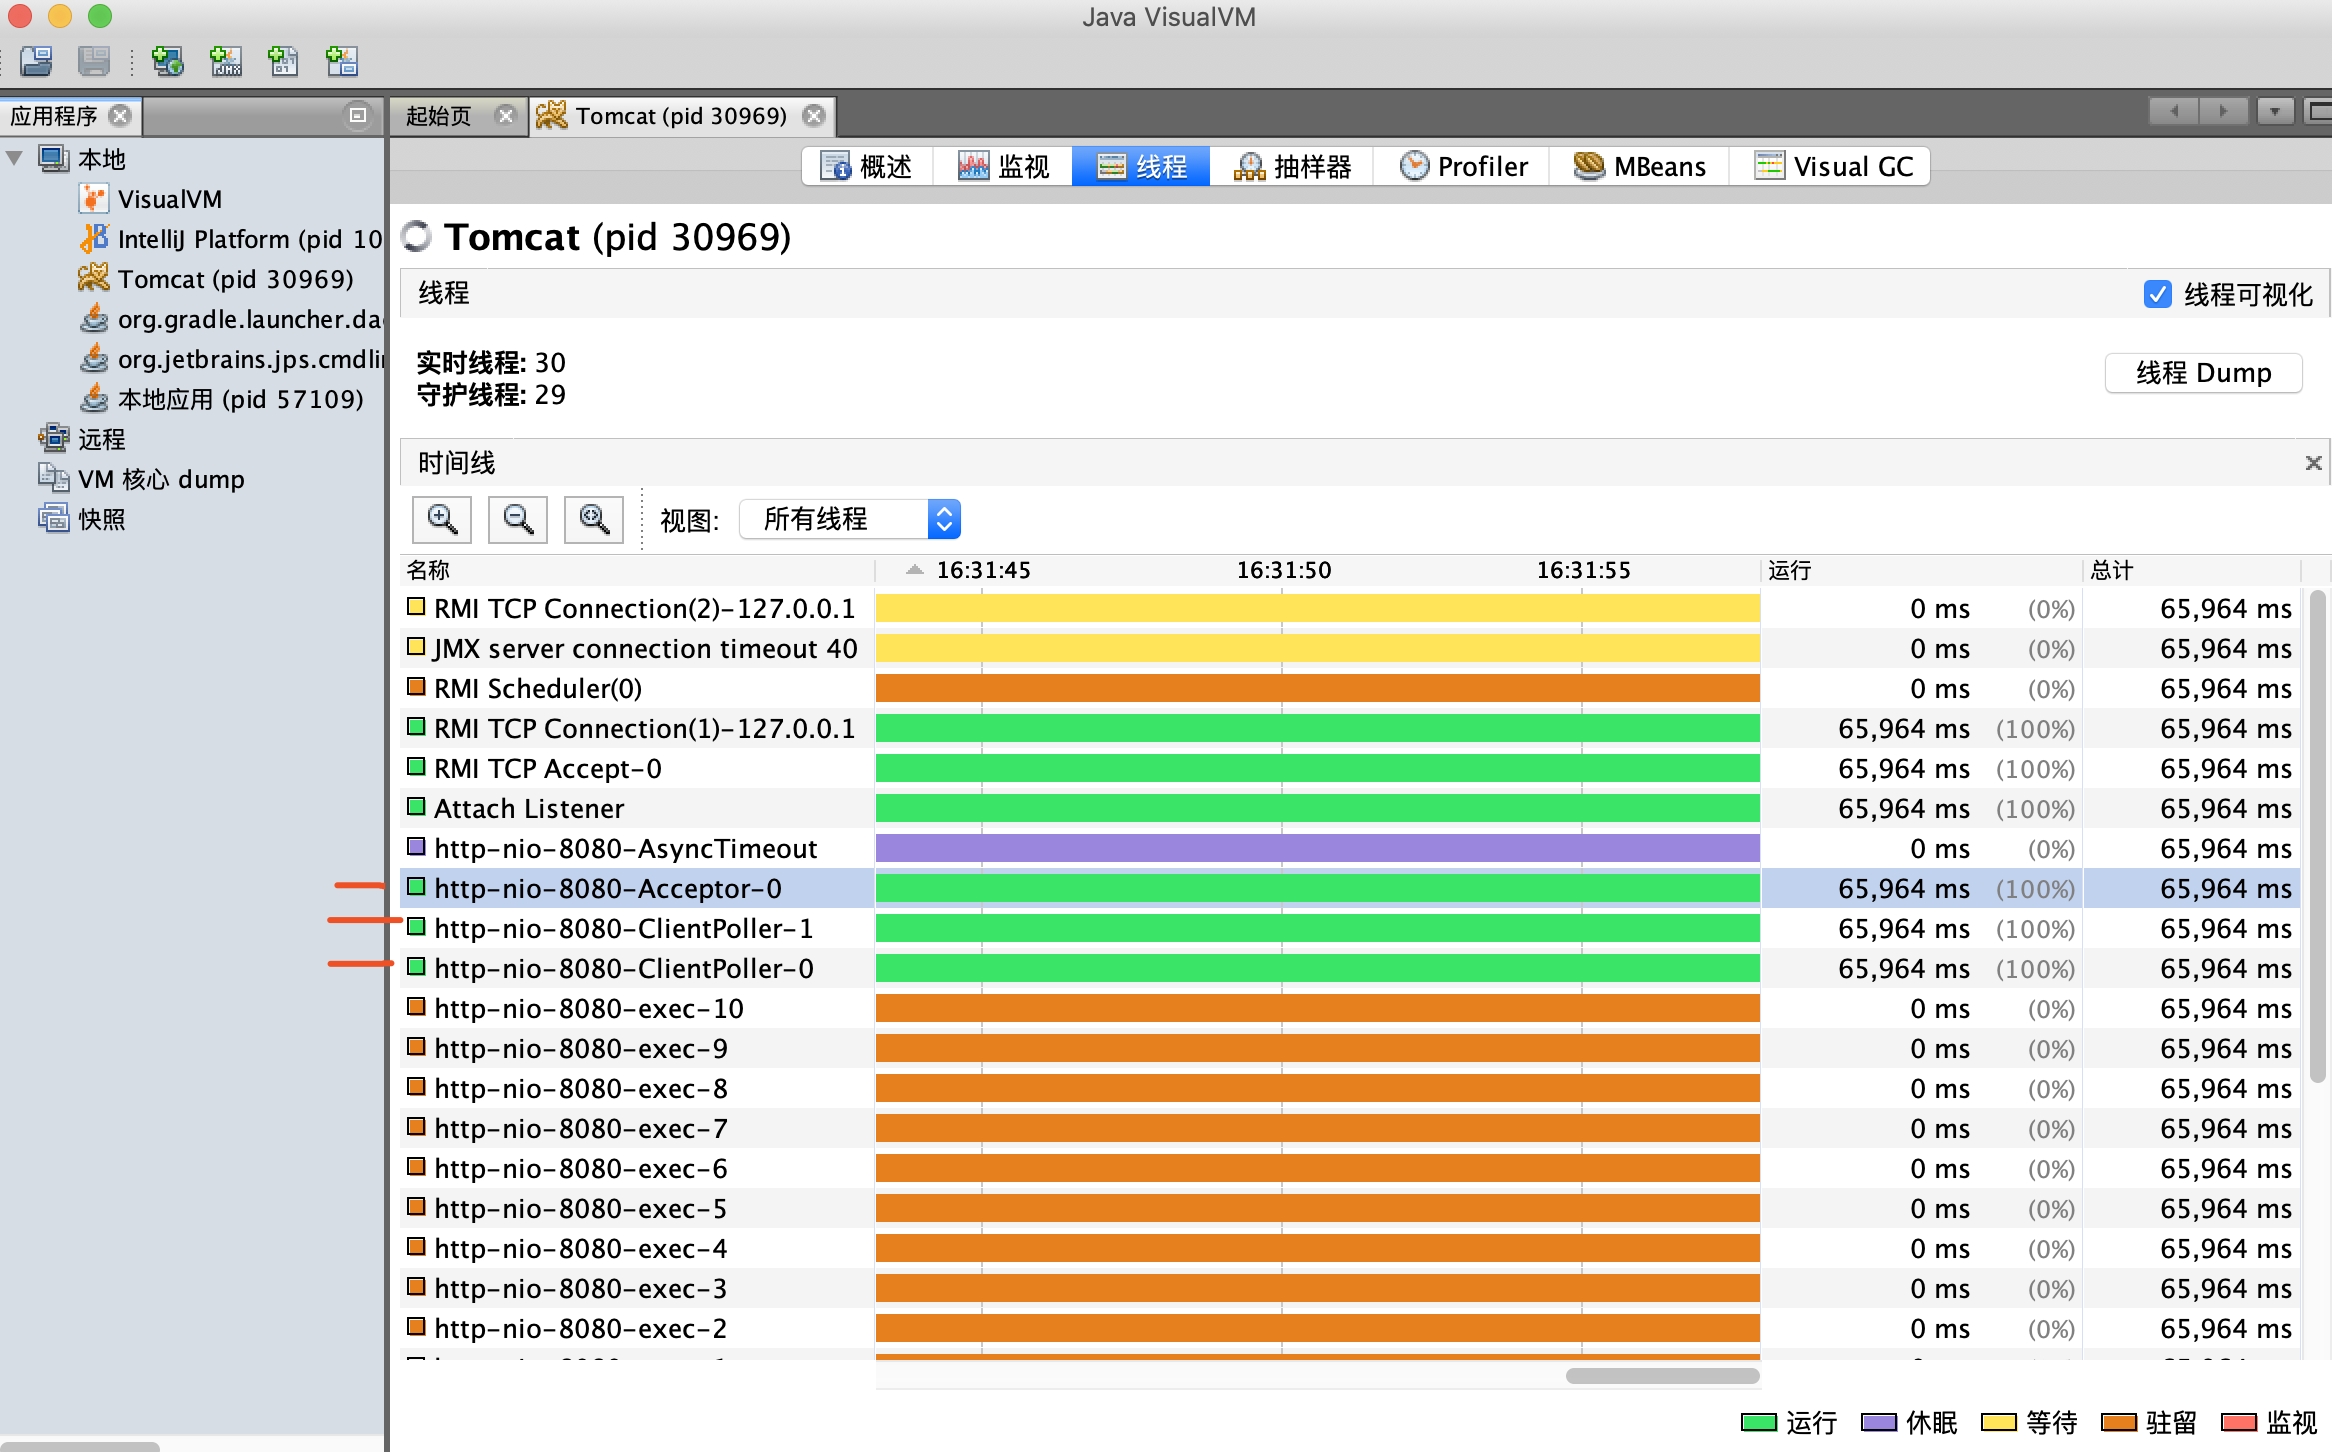 Java VisualVM
应用程序
起始页
Tomcat (pid 30969)
本地
VisualVM
IntelliJ Platform (pid 10
Tomcat (pid 30969)
org.gradle.launcher.da
org.jetbrains.jps.cmdli
本地应用 (pid 57109)
远程
VM 核心 dump
快照
概述 监视 线程 抽样器 Profiler MBeans Visual GC
Tomcat (pid 30969)
线程 线程可视化
实时线程: 30
守护线程: 29
线程 Dump
时间线
视图: 所有线程
名称 16:31:45 16:31:50 16:31:55 运行 总计
RMI TCP Connection(2)-127.0.0.1 0 ms (0%) 65,964 ms
JMX server connection timeout 40 0 ms (0%) 65,964 ms
RMI Scheduler(0) 0 ms (0%) 65,964 ms
RMI TCP Connection(1)-127.0.0.1 65,964 ms (100%) 65,964 ms
RMI TCP Accept-0 65,964 ms (100%) 65,964 ms
Attach Listener 65,964 ms (100%) 65,964 ms
http-nio-8080-AsyncTimeout 0 ms (0%) 65,964 ms
http-nio-8080-Acceptor-0 65,964 ms (100%) 65,964 ms
http-nio-8080-ClientPoller-1 65,964 ms (100%) 65,964 ms
http-nio-8080-ClientPoller-0 65,964 ms (100%) 65,964 ms
http-nio-8080-exec-10 0 ms (0%) 65,964 ms
http-nio-8080-exec-9 0 ms (0%) 65,964 ms
http-nio-8080-exec-8 0 ms (0%) 65,964 ms
http-nio-8080-exec-7 0 ms (0%) 65,964 ms
http-nio-8080-exec-6 0 ms (0%) 65,964 ms
http-nio-8080-exec-5 0 ms (0%) 65,964 ms
http-nio-8080-exec-4 0 ms (0%) 65,964 ms
http-nio-8080-exec-3 0 ms (0%) 65,964 ms
http-nio-8080-exec-2 0 ms (0%) 65,964 ms
运行 休眠 等待 驻留 监视